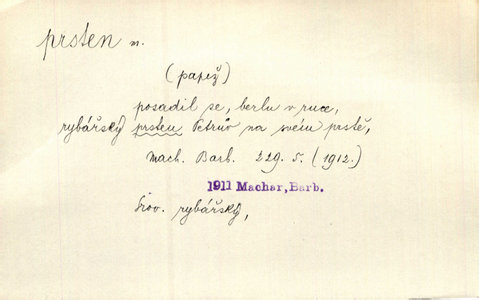 prsten m.
(papež)
posadil se, berlu v ruce,
rybářský prsten Petrův na svém prstě,
Mach. Barb. 229. 5. (1912.)
1911 Machar, Barb.
Srov. rybářský,